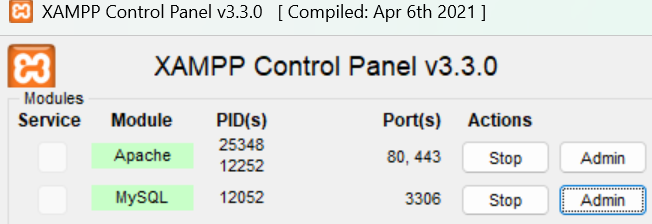 XAMPP Control Panel v3.3.0 [ Compiled: Apr 6th 2021 ]
XAMPP Control Panel v3.3.0
Modules
Service Module PID(s) Port(s) Actions
Apache 25348 12252 80, 443 Stop Admin
MySQL 12052 3306 Stop Admin